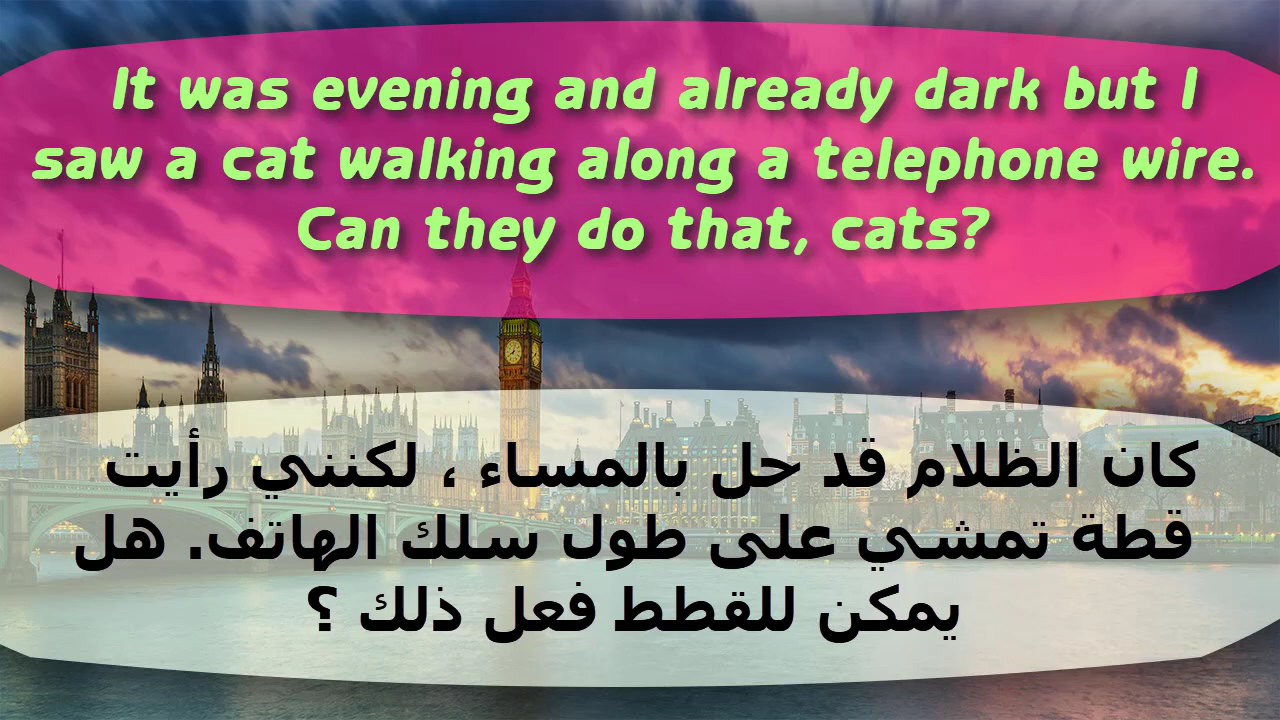 It was evening and already dark but I
saw a cat walking along a telephone wire.
Can they do that, cats?
كان الظلام قد حل بالمساء ، لكنني رأيت
قطة تمشي على طول سلك الهاتف. هل
يمكن للقطط فعل ذلك ؟